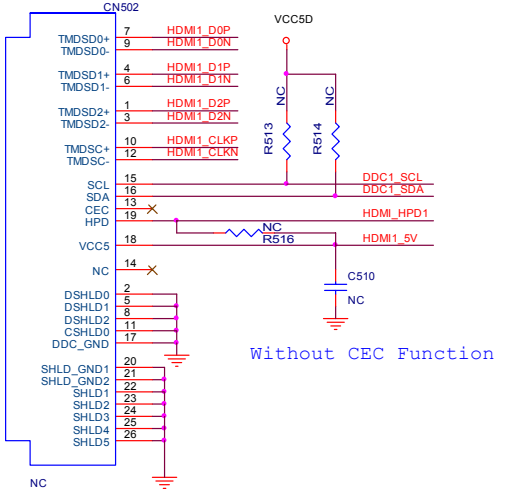 CN502
VCC5D
TMDSD0+ 7 HDMI1_D0P
TMDSD0- 9 HDMI1_D0N
TMDSD1+ 4 HDMI1_D1P
TMDSD1- 6 HDMI1_D1N
NC NC
TMDSD2+ 1 HDMI1_D2P
TMDSD2- 3 HDMI1_D2N
R513 R514
TMDSC+ 10 HDMI1_CLKP
TMDSC- 12 HDMI1_CLKN
SCL 15 DDC1_SCL
SDA 16 DDC1_SDA
CEC 13
HPD 19 HDMI_HPD1
NC
R516
VCC5 18 HDMI1_5V
NC 14
C510
NC
DSHLD0 2
DSHLD1 5
DSHLD2 8
CSHLD0 11
DDC_GND 17
Without CEC Function
SHLD_GND1 20
SHLD_GND2 21
SHLD1 22
SHLD2 23
SHLD3 24
SHLD4 25
SHLD5 26
NC